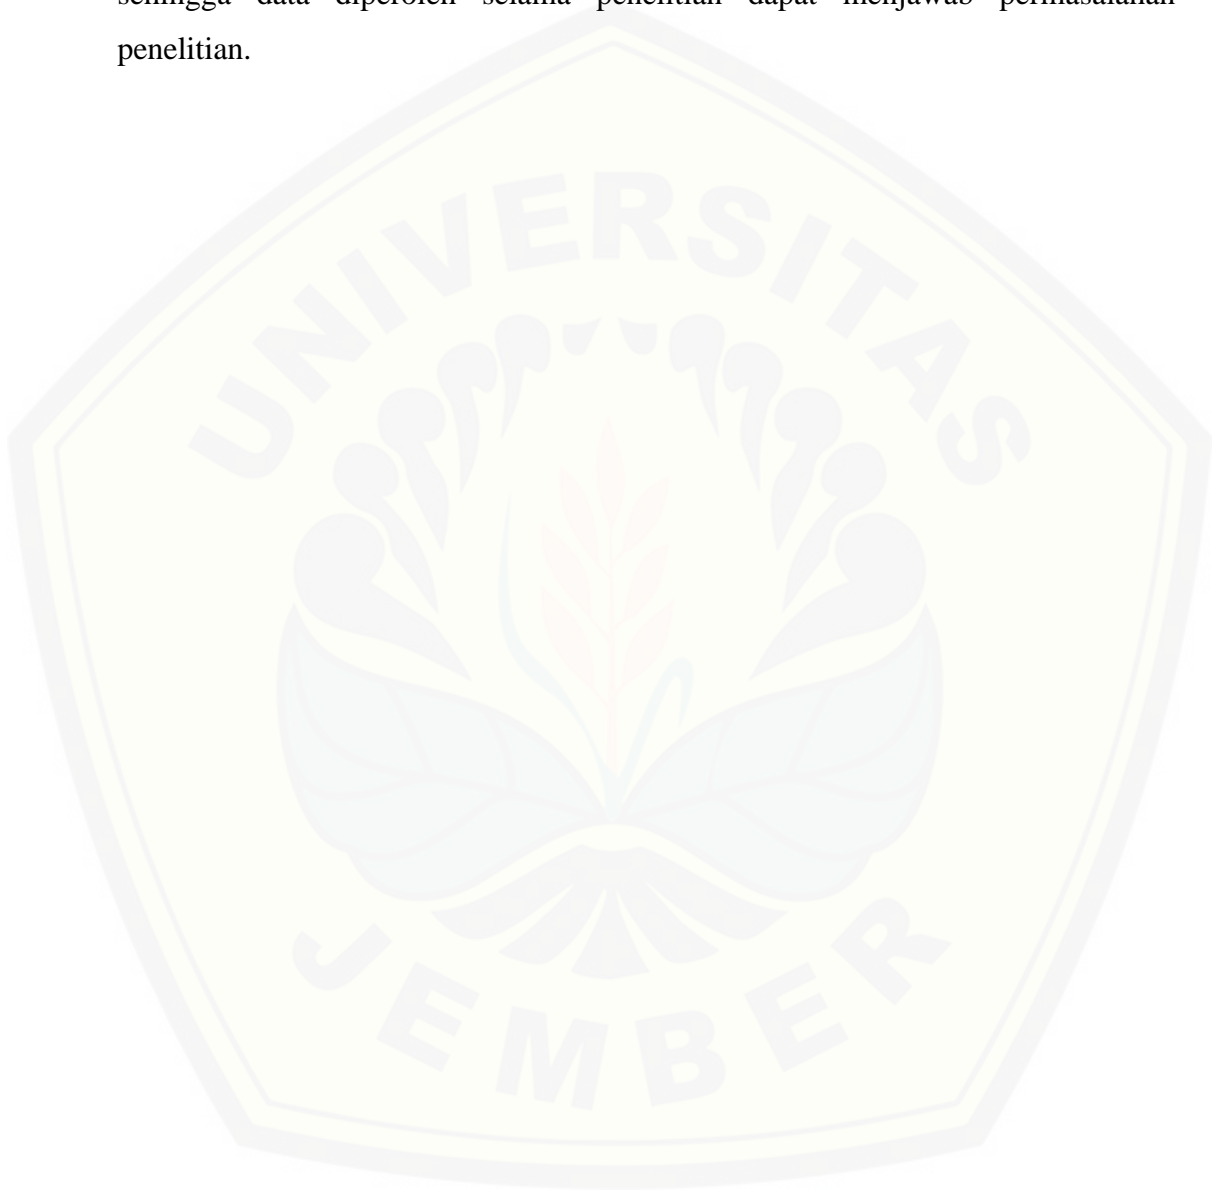 sehingga data diperoleh selama penelitian dapat menjawab permasalahan
penelitian.
UNIVERSITAS
JEMBER